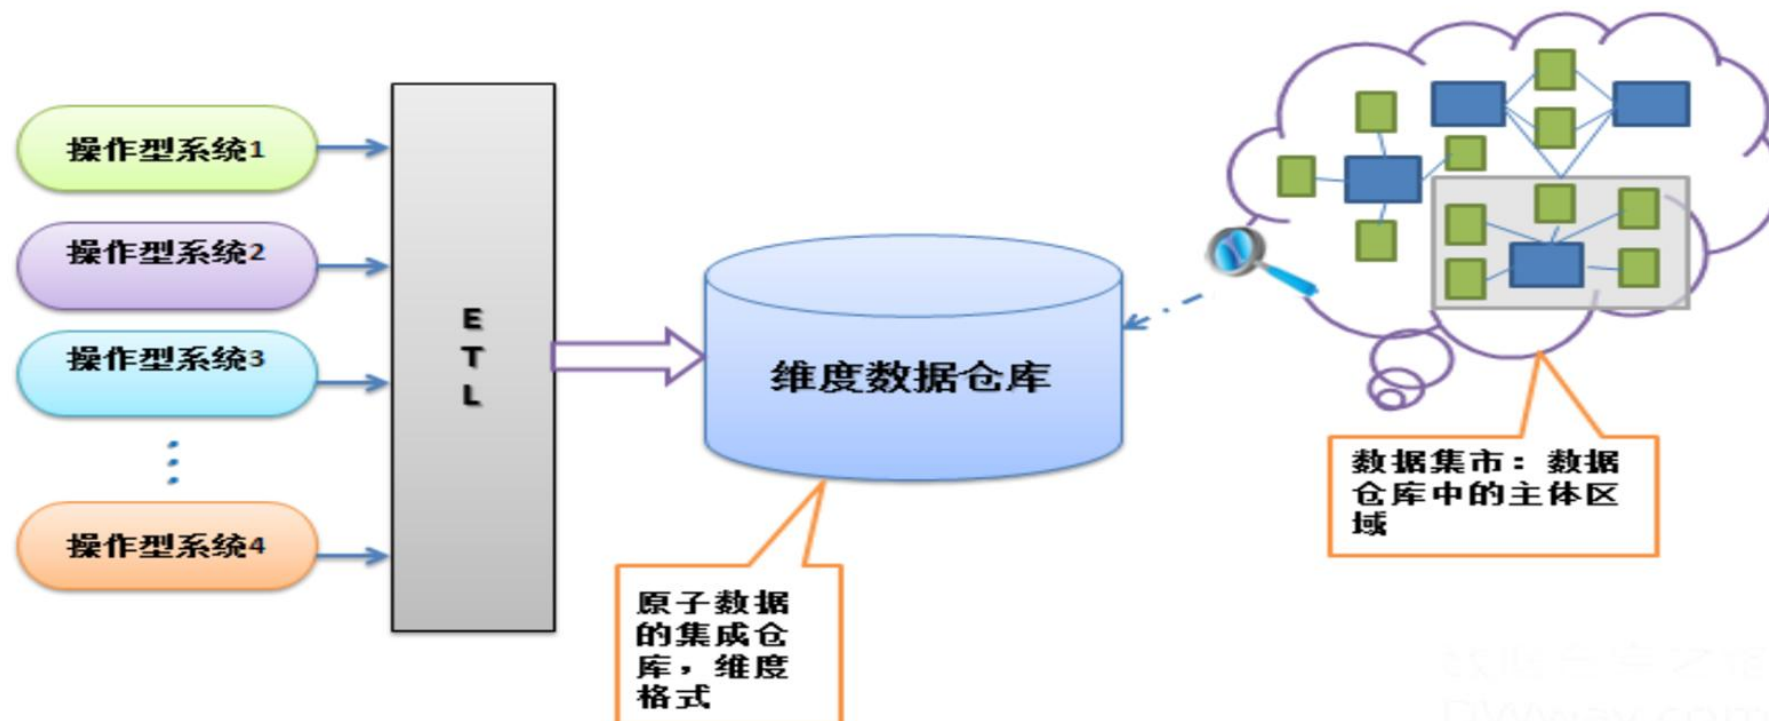 操作型系统1
操作型系统2
操作型系统3
操作型系统4
E
T
L
维度数据仓库
原子数据
的集成仓
库，维度
格式
数据集市：数据
仓库中的主体区
域